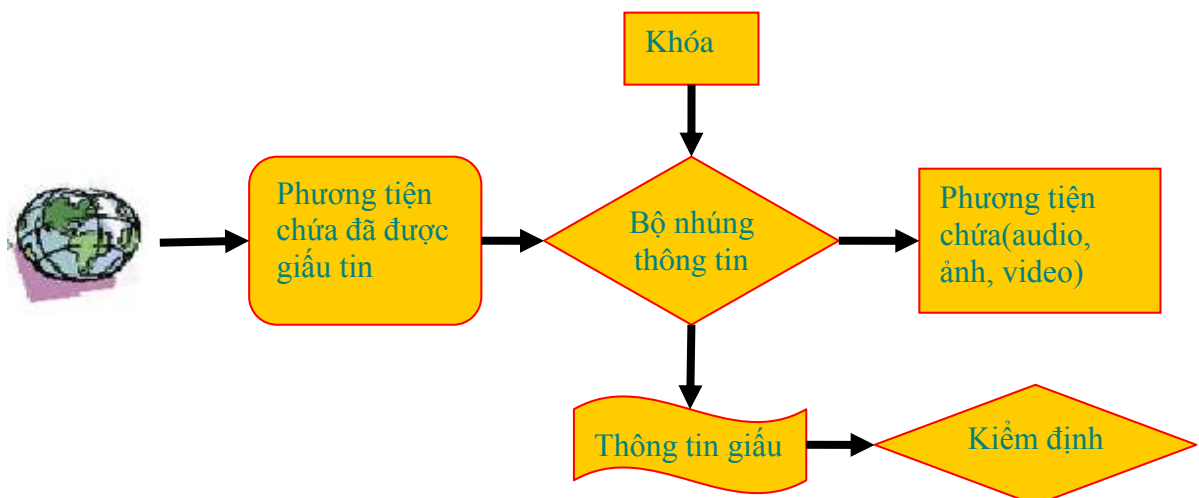 Khóa
Phương tiện
chứa đã được
giấu tin
Bộ nhúng
thông tin
Phương tiện
chứa(audio,
ảnh, video)
Thông tin giấu
Kiểm định